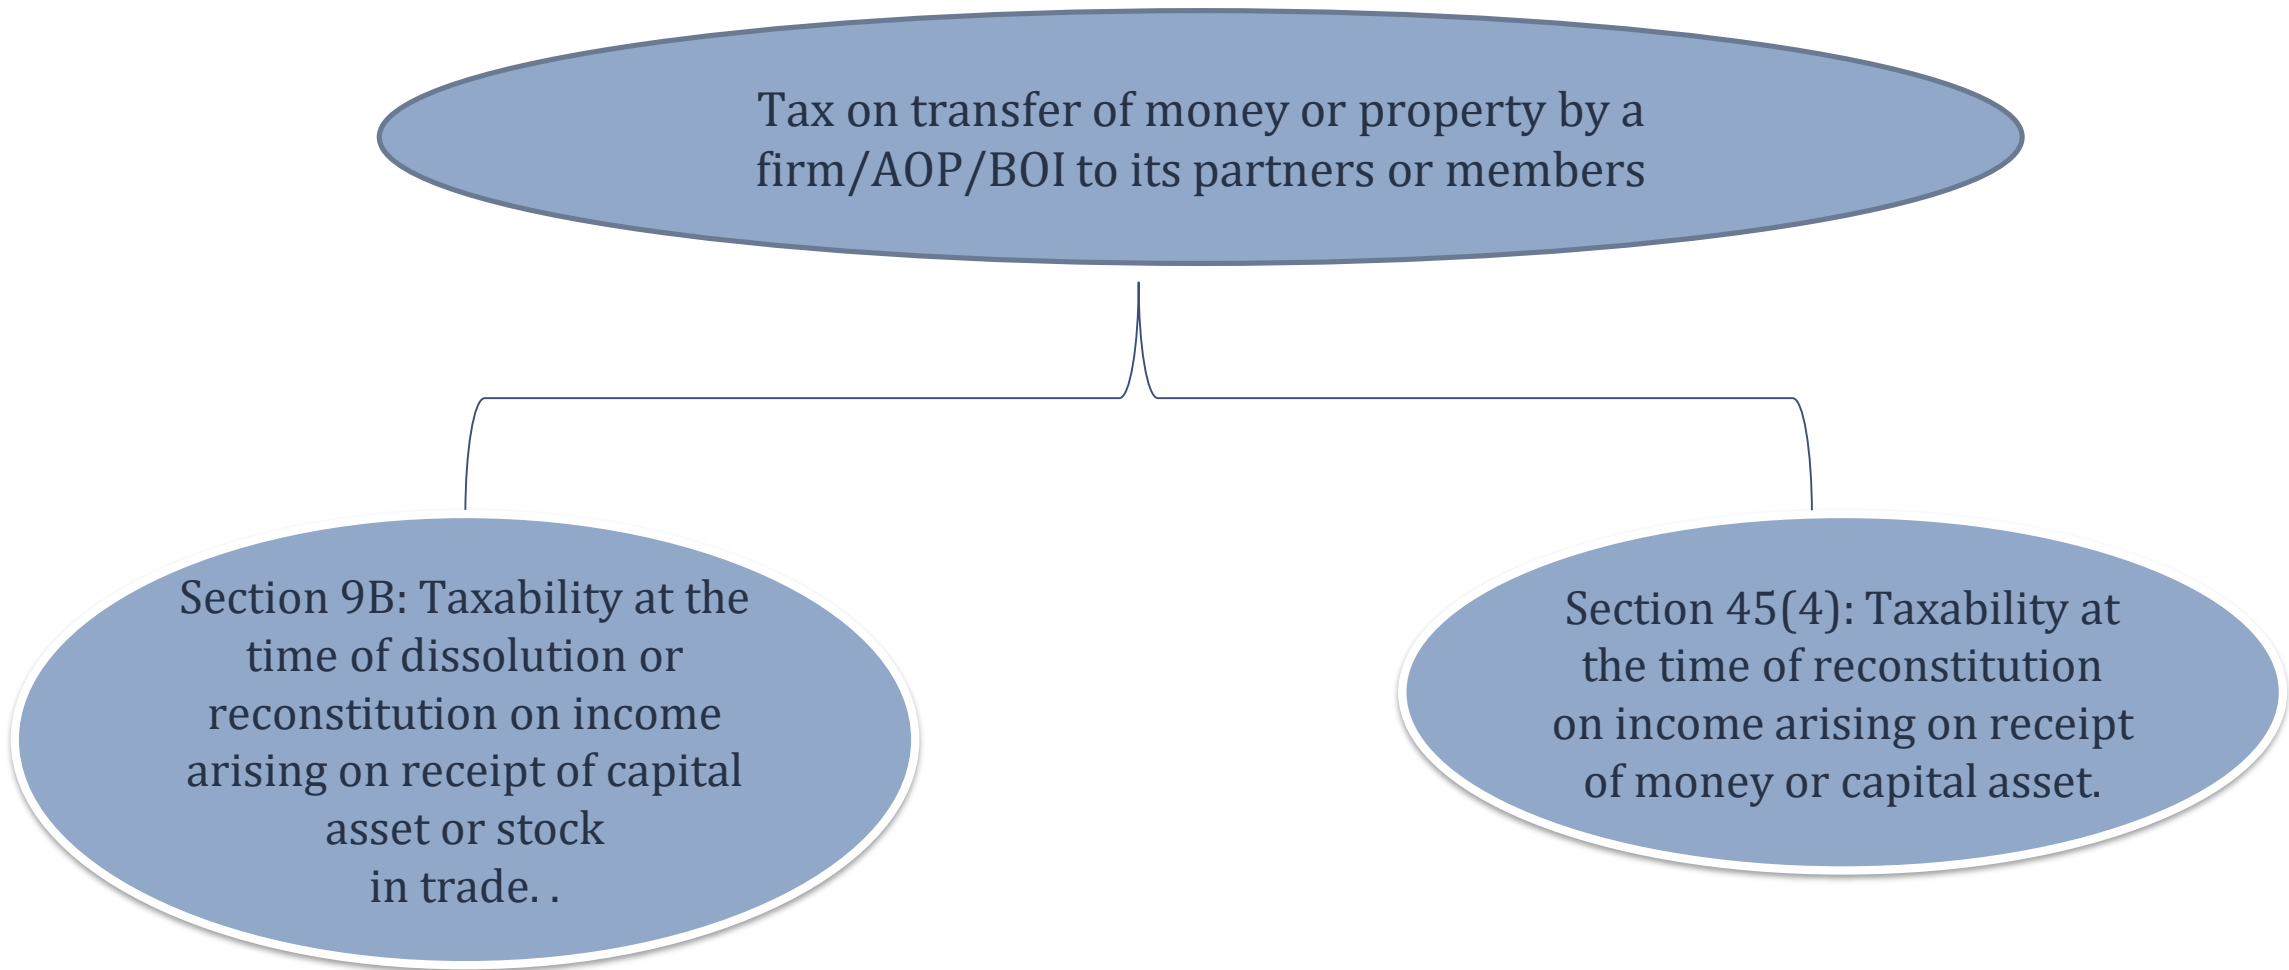 Tax on transfer of money or property by a
firm/AOP/BOI to its partners or members
Section 9B: Taxability at the
time of dissolution or
reconstitution on income
arising on receipt of capital
asset or stock
in trade. .
Section 45(4): Taxability at
the time of reconstitution
on income arising on receipt
of money or capital asset.